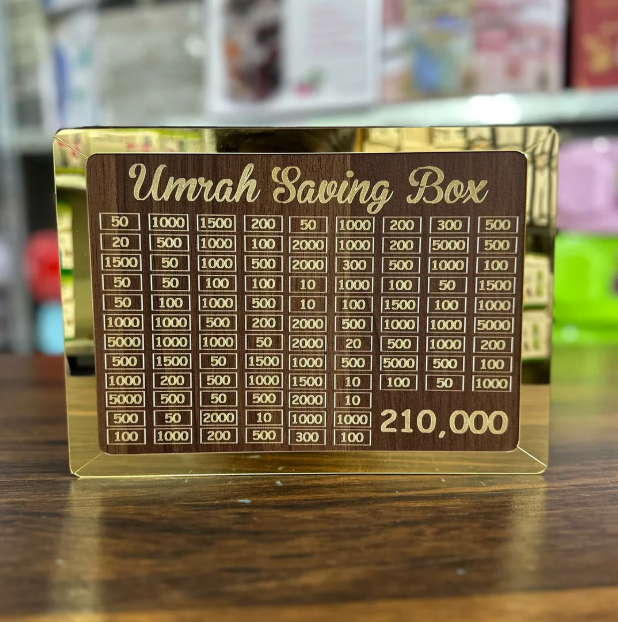 Umrah Saving Box
50 1000 1500 200 50 1000 200 300 500
20 500 1000 100 2000 1000 200 5000 500
1500 50 1000 500 2000 300 500 1000 100
50 50 100 100 10 1000 100 50 1500
50 100 1000 500 10 100 1500 100 1000
1000 1000 500 200 2000 500 1000 1000 5000
5000 1000 1000 50 2000 20 500 1000 200
500 1500 50 1500 1000 500 5000 500 100
1000 200 500 1000 1500 10 100 50 1000
5000 500 50 500 2000 10
500 50 2000 10 1000 1000 210,000
100 1000 200 500 300 100